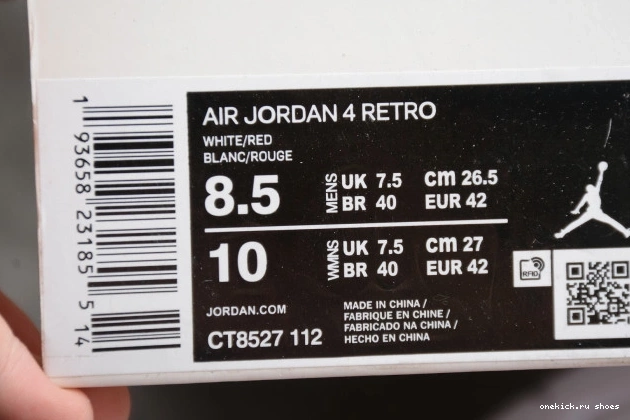 AIR JORDAN 4 RETRO
WHITE/RED
BLANC/ROUGE
8.5
MENS
UK 7.5 cm 26.5
BR 40 EUR 42
10
WMNS
UK 7.5 cm 27
BR 40 EUR 42
JORDAN.COM
CT8527 112
MADE IN CHINA /
FABRIQUE EN CHINE /
FABRICADO NA CHINA /
HECHO EN CHINA
RFID
1 93658 23185 5 14
onekick.ru shoes